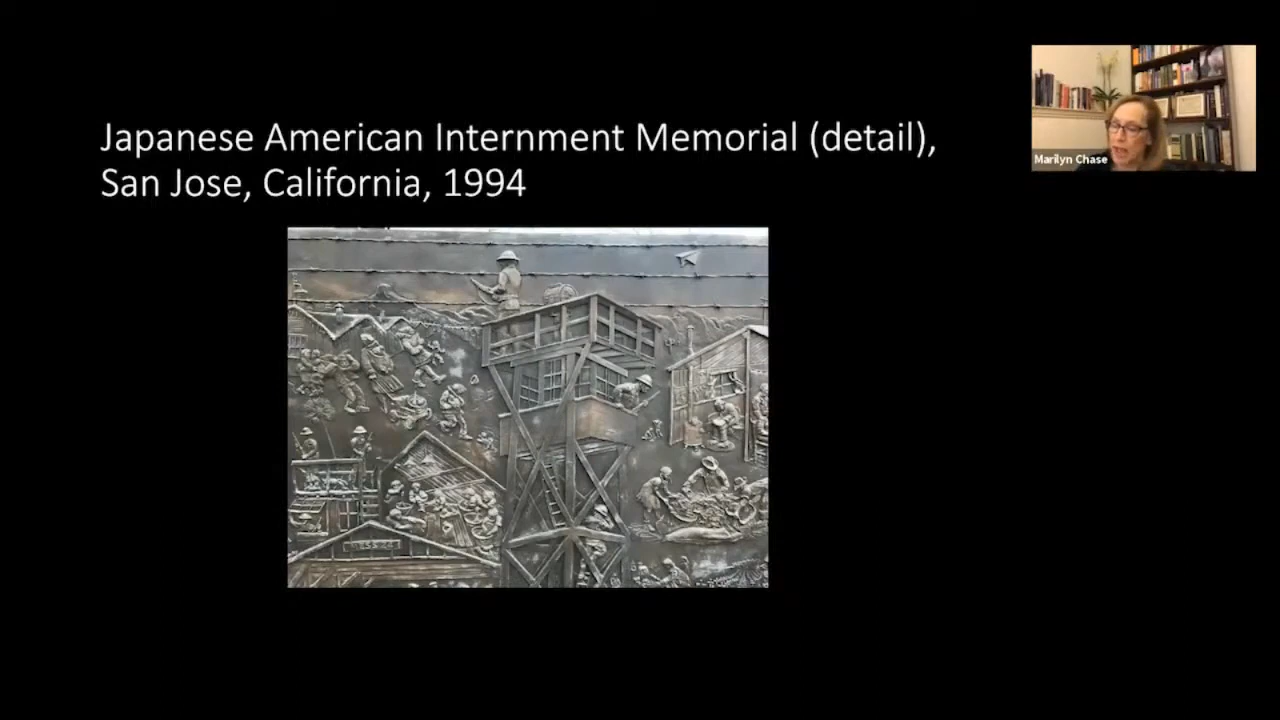 Japanese American Internment Memorial (detail),
San Jose, California, 1994
Marilyn Chase